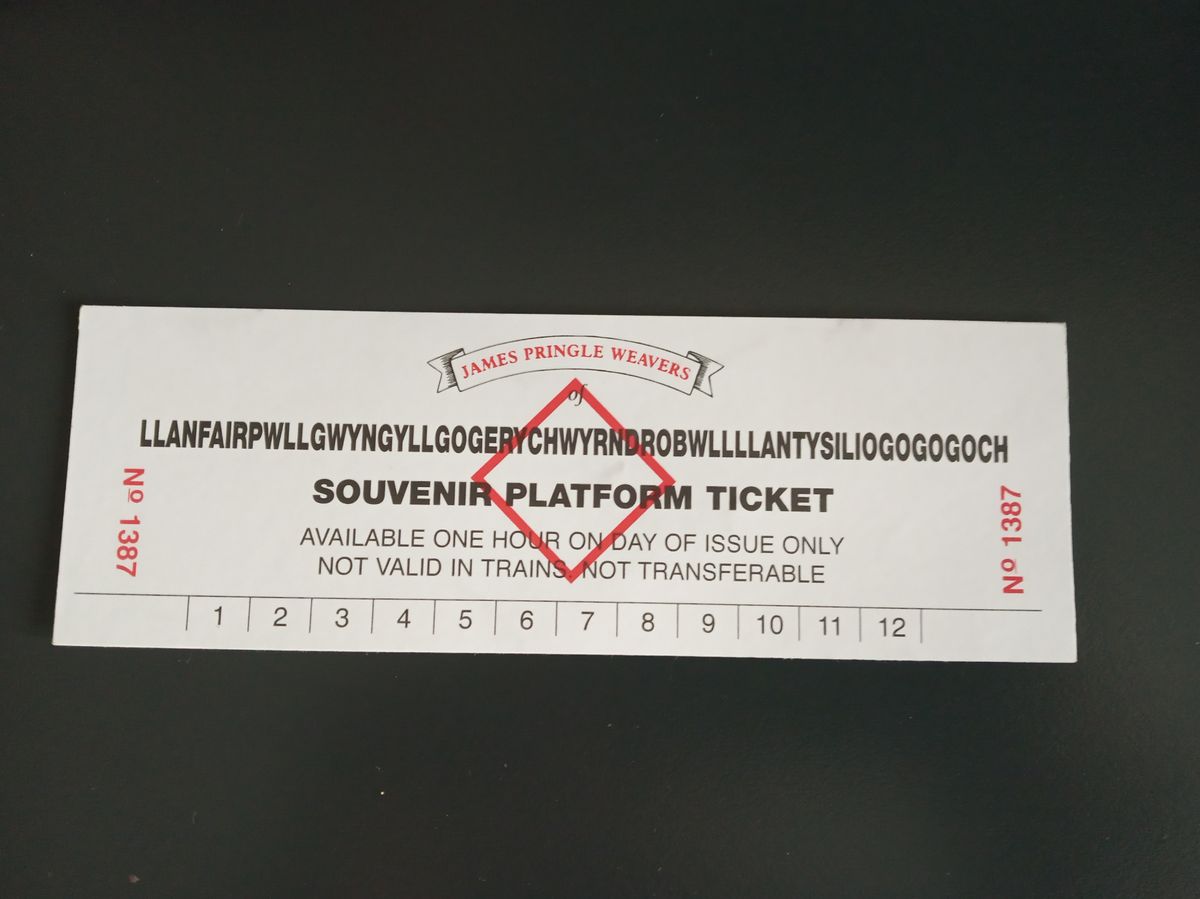 JAMES PRINGLE WEAVERS
of
LLANFAIRPWLLGWYNGYLLGOGERYCHWYRNDROBWLLLLANTYSILIOGOGOGOCH
SOUVENIR PLATFORM TICKET
AVAILABLE ONE HOUR ON DAY OF ISSUE ONLY
NOT VALID IN TRAINS. NOT TRANSFERABLE
Nº 1387
Nº 1387
1 2 3 4 5 6 7 8 9 10 11 12